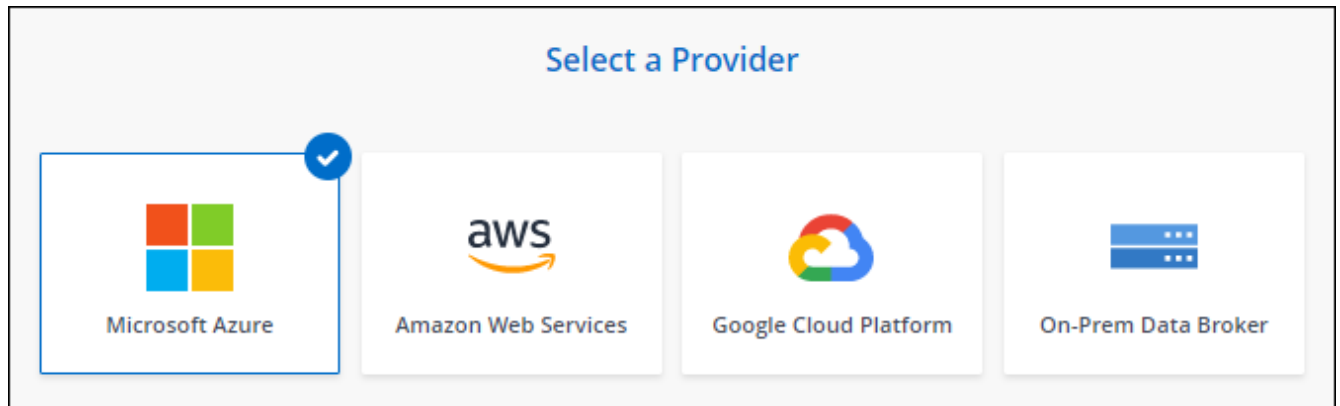 Select a Provider
aws
Microsoft Azure
Amazon Web Services
Google Cloud Platform
On-Prem Data Broker